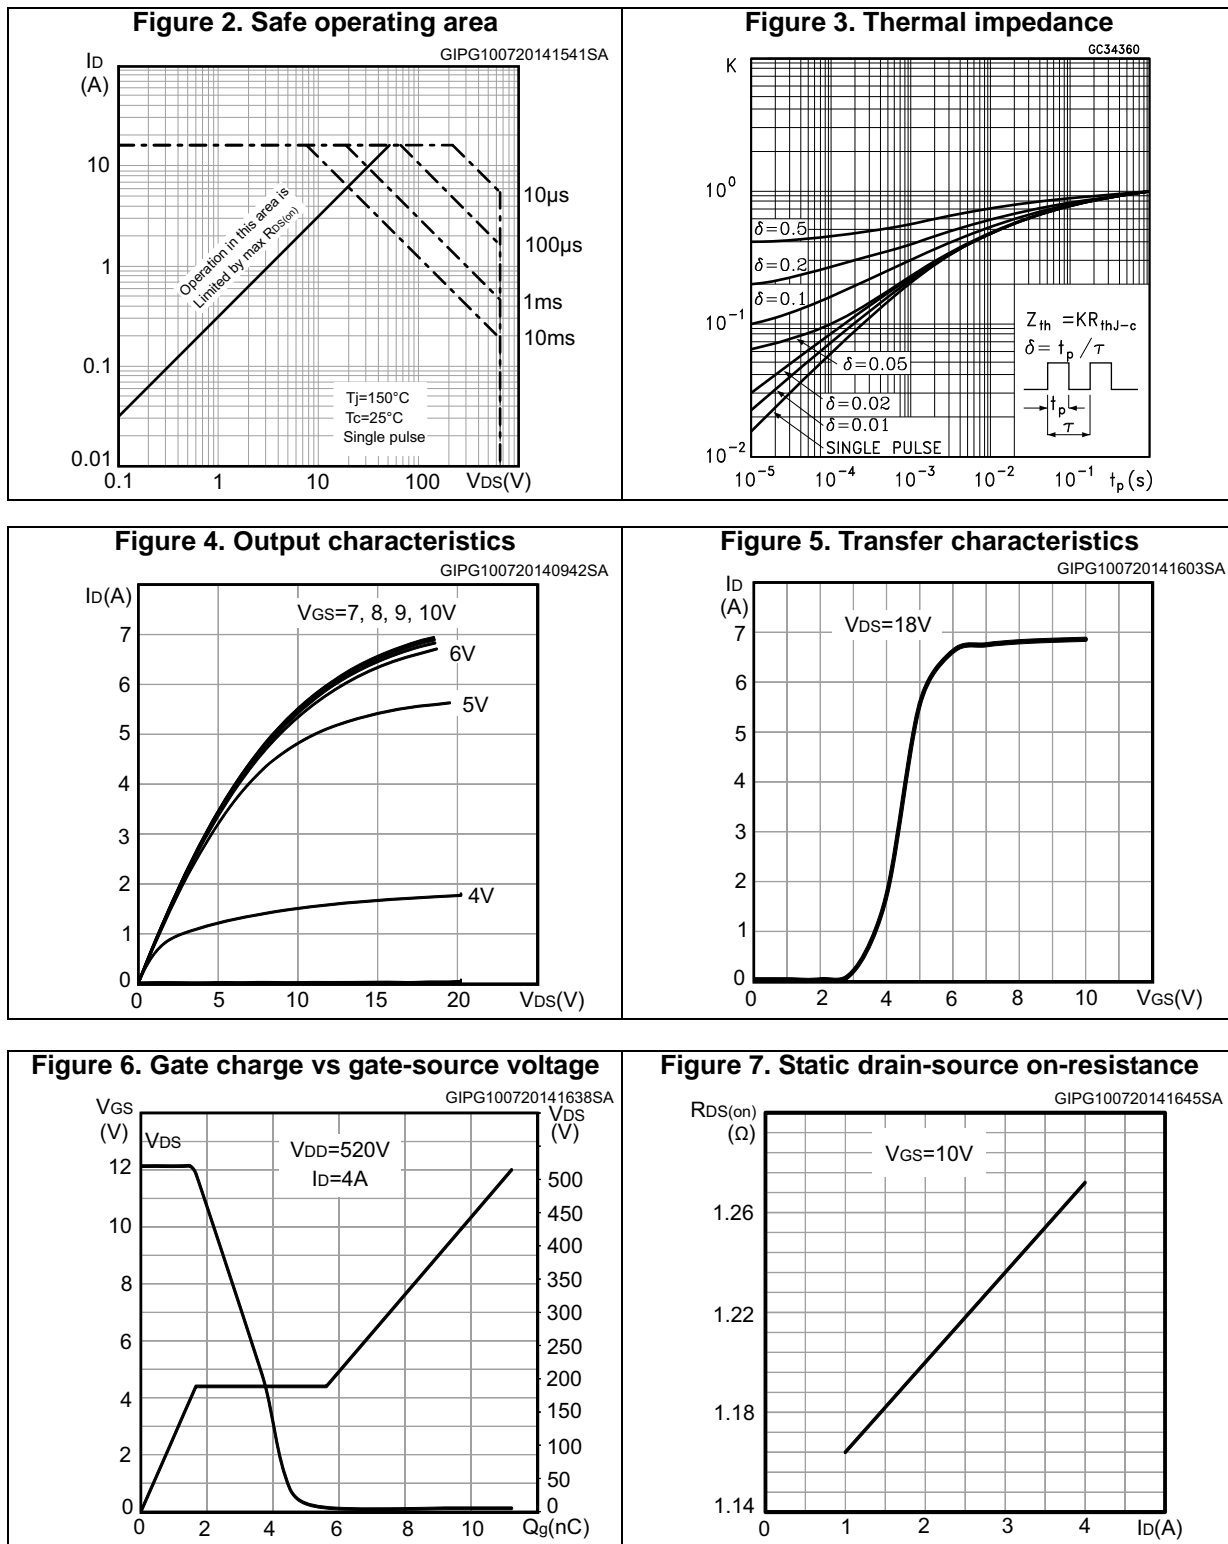 Figure 2. Safe operating area
GIPG100720141541SA
ID
(A)
10
1
0.1
0.01
0.1
1
10
100
VDS(V)
Operation in this area is
Limited by max RDS(on)
10µs
100µs
1ms
10ms
Tj=150°C
Tc=25°C
Single pulse
Figure 3. Thermal impedance
GC34360
K
10^0
10^-1
10^-2
δ=0.5
δ=0.2
δ=0.1
δ=0.05
δ=0.02
δ=0.01
SINGLE PULSE
Zth =KRthJ-c
δ=tp/τ
tp
τ
10^-5
10^-4
10^-3
10^-2
10^-1
tp(s)
Figure 4. Output characteristics
GIPG100720140942SA
ID(A)
VGS=7, 8, 9, 10V
6V
5V
4V
7
6
5
4
3
2
1
0
0
5
10
15
20
VDS(V)
Figure 5. Transfer characteristics
GIPG100720141603SA
ID
(A)
VDS=18V
7
6
5
4
3
2
1
0
0
2
4
6
8
10
VGS(V)
Figure 6. Gate charge vs gate-source voltage
GIPG100720141638SA
VGS
(V)
VDS
VDS
(V)
VDD=520V
ID=4A
12
10
8
6
4
2
0
500
450
400
350
300
250
200
150
100
50
0
0
2
4
6
8
10
Qg(nC)
Figure 7. Static drain-source on-resistance
GIPG100720141645SA
RDS(on)
(Ω)
VGS=10V
1.26
1.22
1.18
1.14
0
1
2
3
4
ID(A)